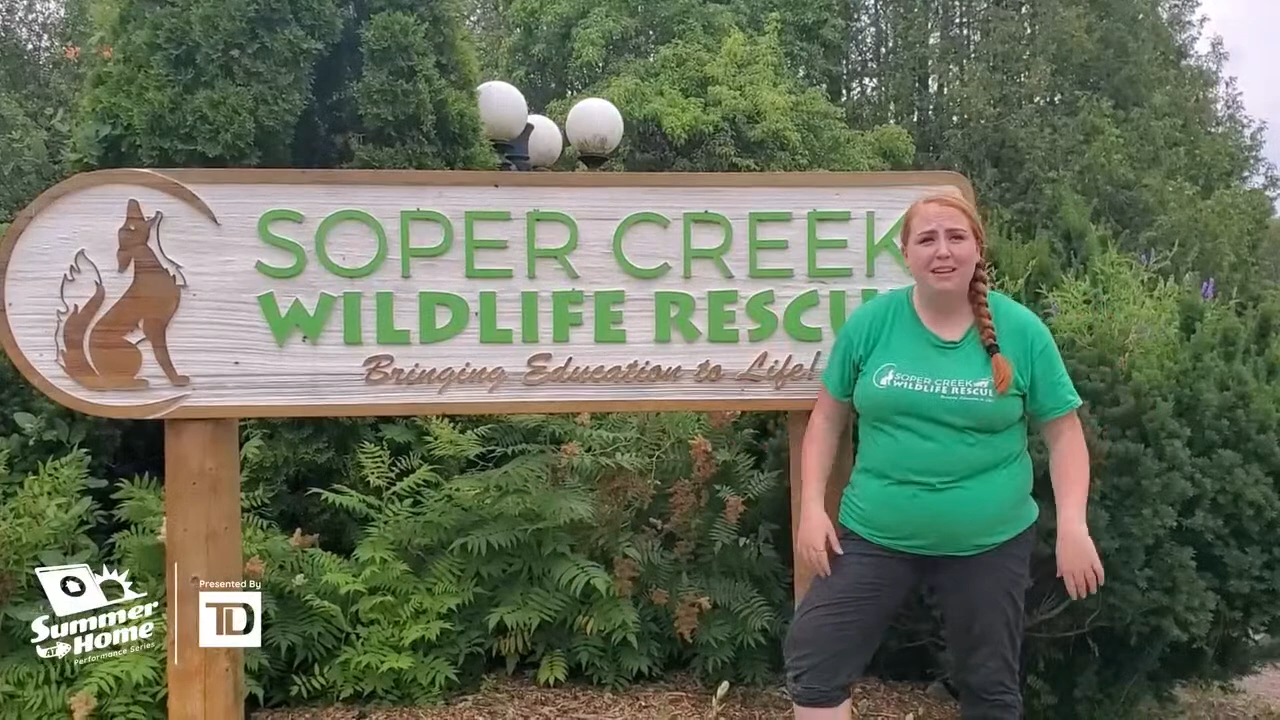 SOPER CREEK
WILDLIFE RESCU
Bringing Education to Life!
SOPER CREEK
WILDLIFE RESCUE
Summer
AT Home
Performance Series
Presented By
TD